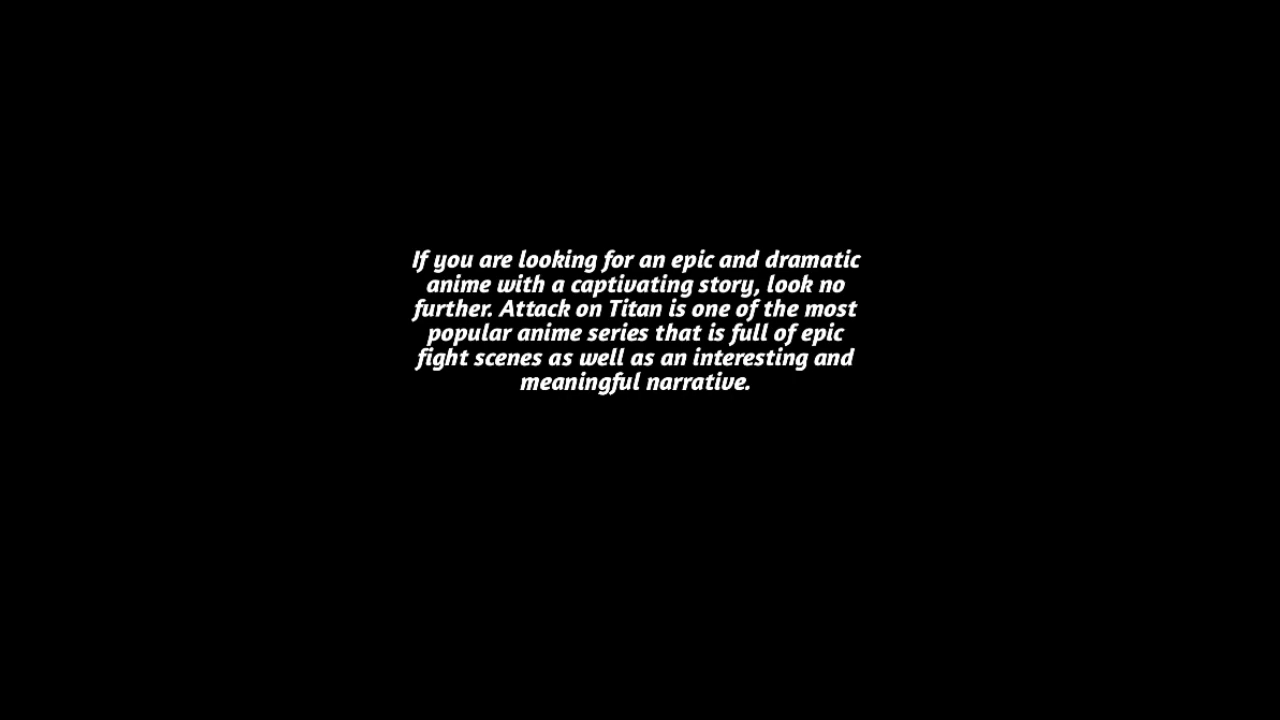 If you are looking for an epic and dramatic
anime with a captivating story, look no
further. Attack on Titan is one of the most
popular anime series that is full of epic
fight scenes as well as an interesting and
meaningful narrative.